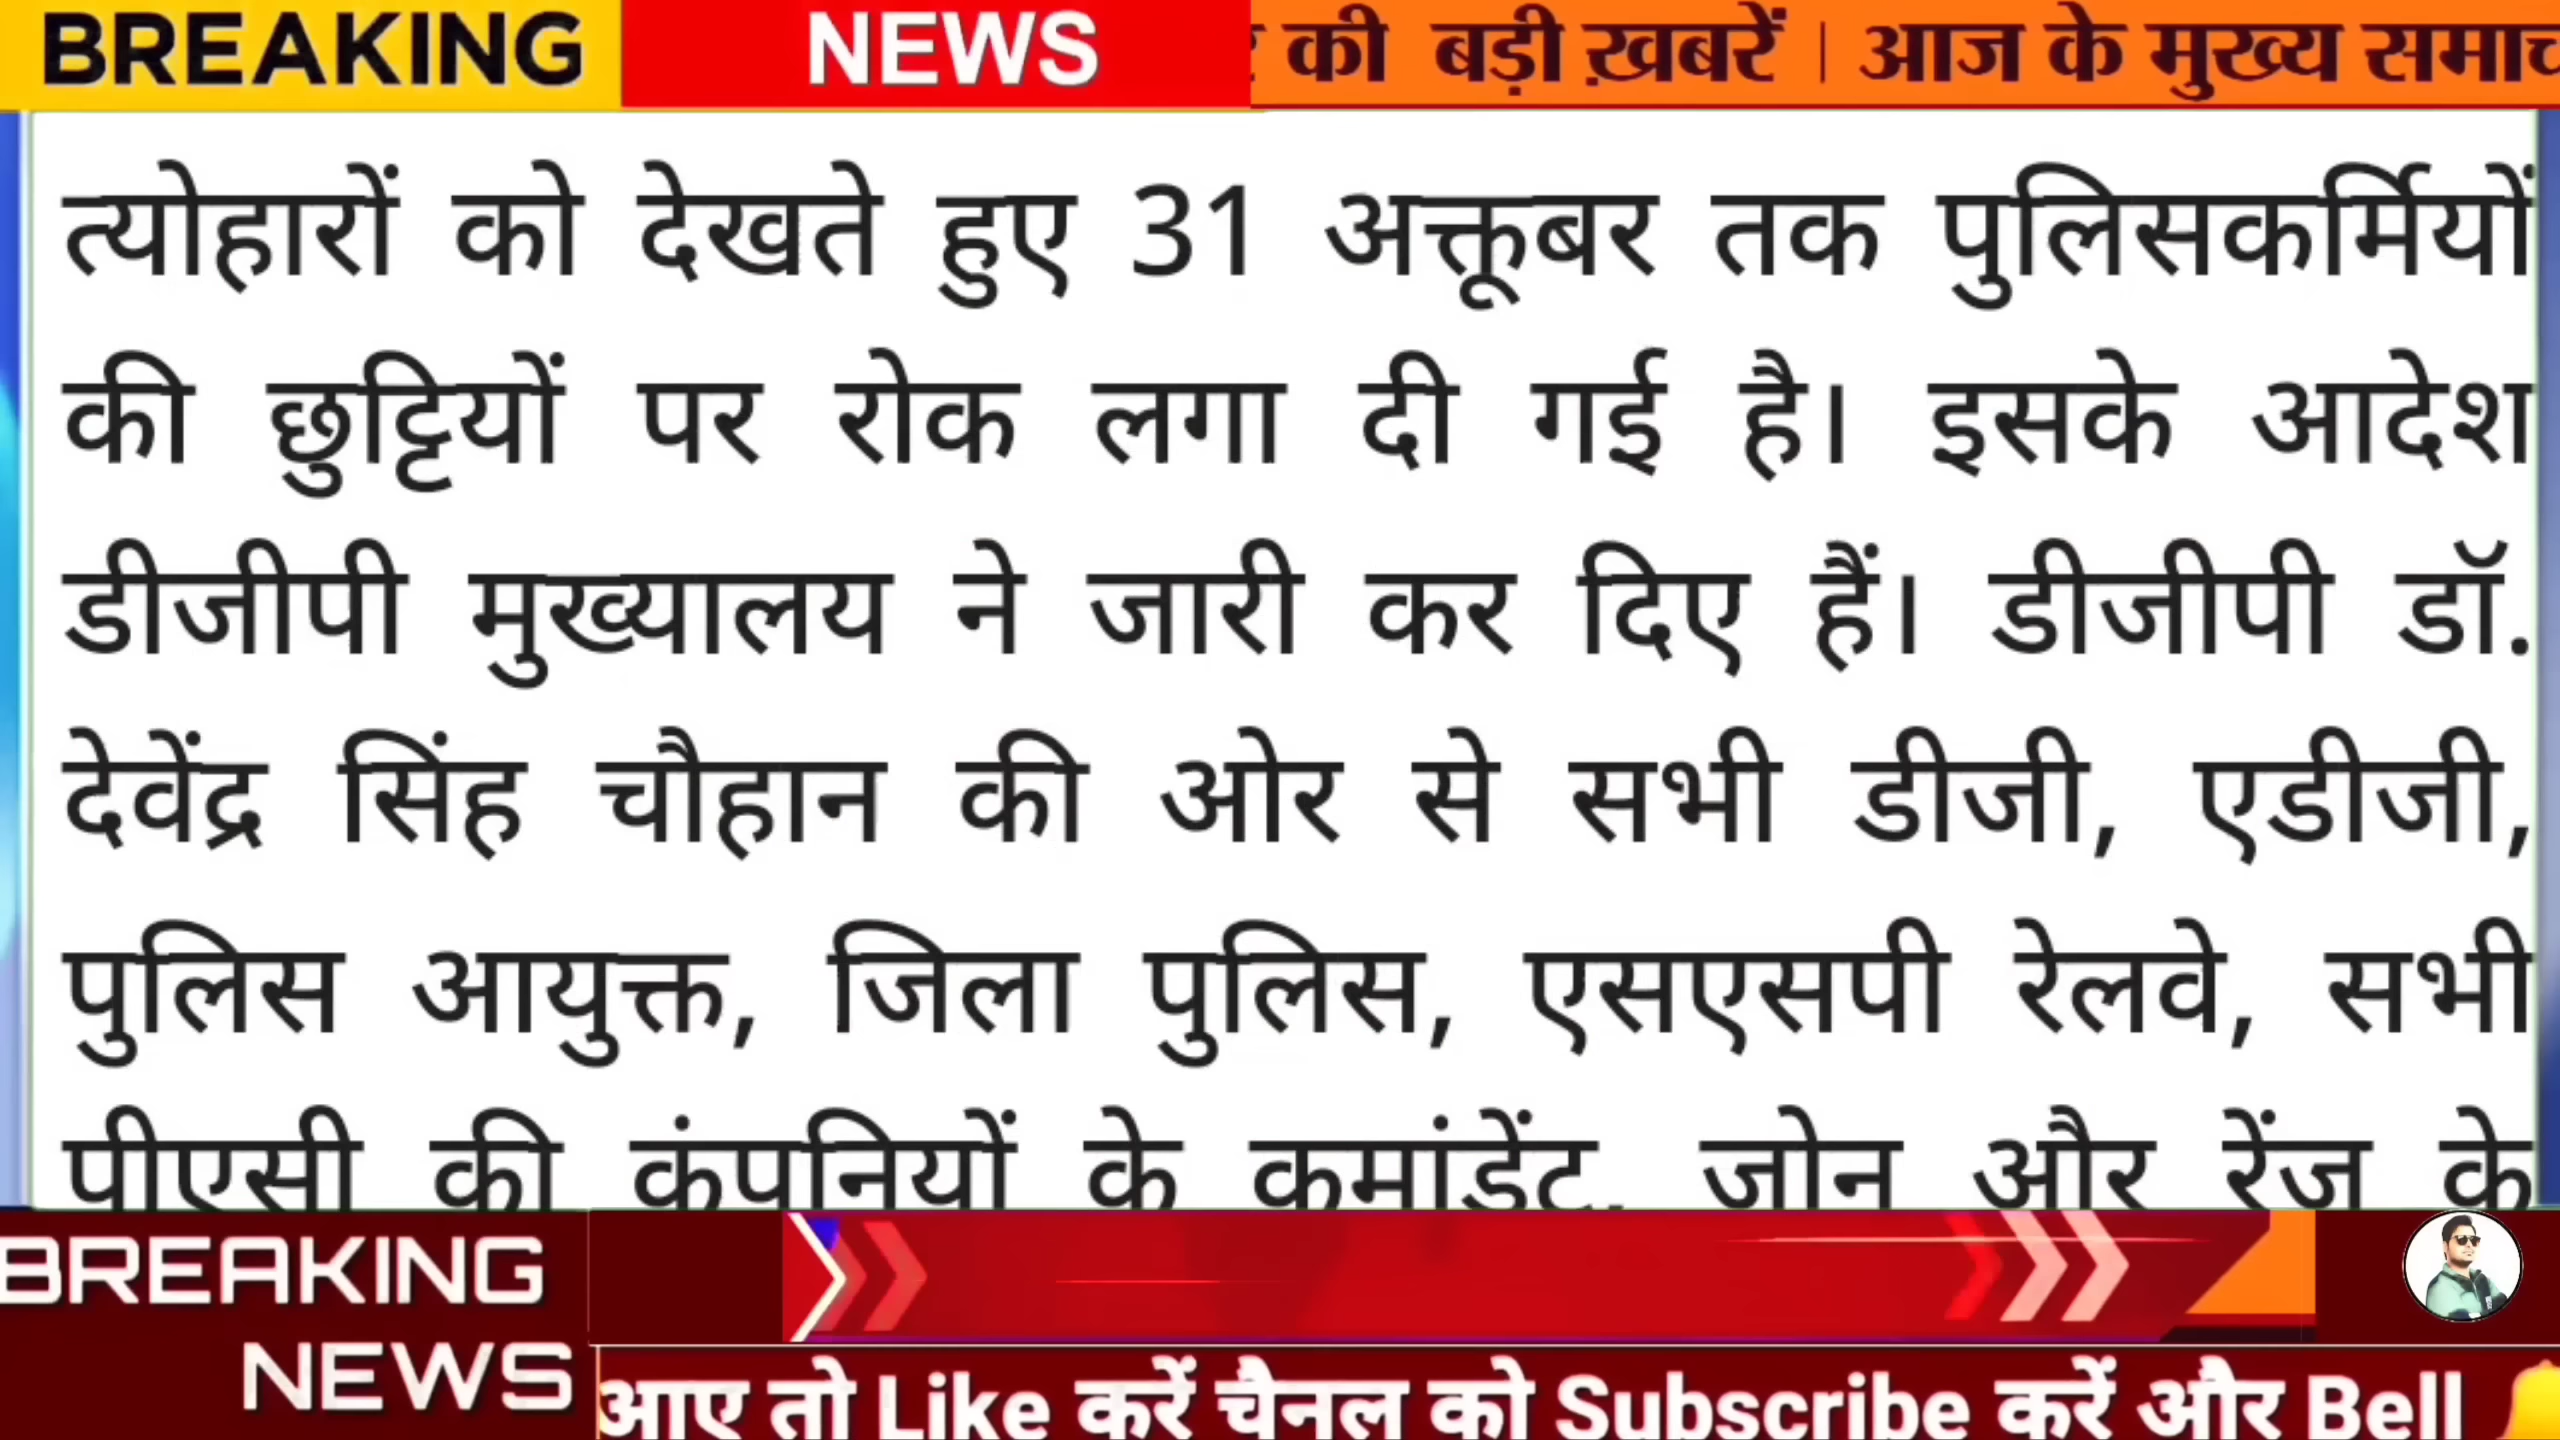 BREAKING NEWS की बड़ी ख़बरें | आज के मुख्य
त्योहारों को देखते हुए 31 अक्तूबर तक पुलिसकर्मियों
की छुट्टियों पर रोक लगा दी गई है। इसके आदेश
डीजीपी मुख्यालय ने जारी कर दिए हैं। डीजीपी डॉ.
देवेंद्र सिंह चौहान की ओर से सभी डीजी, एडीजी,
पुलिस आयुक्त, जिला पुलिस, एसएसपी रेलवे, सभी
पीएसी की कंपनियों के कमांडेंट, जोन और रेंज के
BREAKING
NEWS
आए तो Like करें चैनल को Subscribe करें और Bell